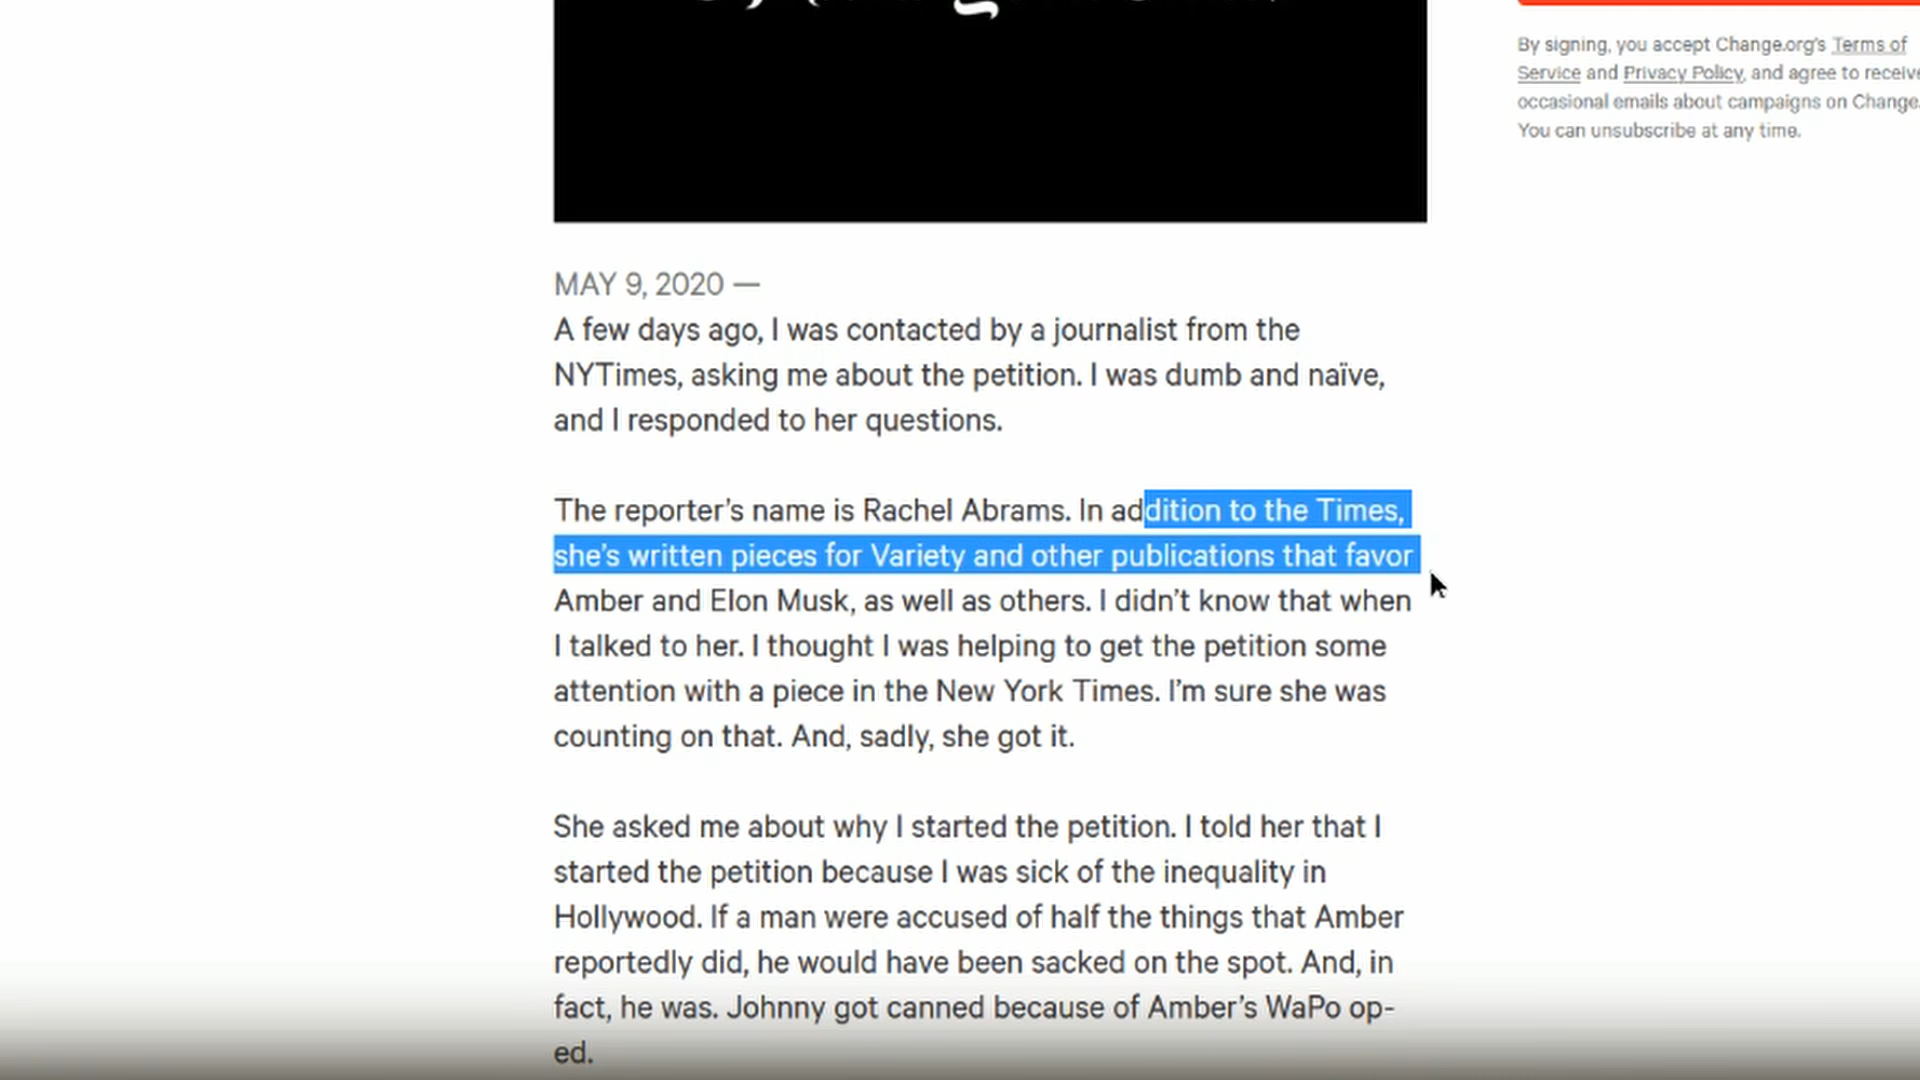 By signing, you accept Change.org's Terms of
Service and Privacy Policy, and agree to receive
occasional emails about campaigns on Change.
You can unsubscribe at any time.
MAY 9, 2020 —
A few days ago, I was contacted by a journalist from the
NYTimes, asking me about the petition. I was dumb and naïve,
and I responded to her questions.
The reporter's name is Rachel Abrams. In addition to the Times,
she's written pieces for Variety and other publications that favor
Amber and Elon Musk, as well as others. I didn't know that when
I talked to her. I thought I was helping to get the petition some
attention with a piece in the New York Times. I'm sure she was
counting on that. And, sadly, she got it.
She asked me about why I started the petition. I told her that I
started the petition because I was sick of the inequality in
Hollywood. If a man were accused of half the things that Amber
reportedly did, he would have been sacked on the spot. And, in
fact, he was. Johnny got canned because of Amber's WaPo op-
ed.